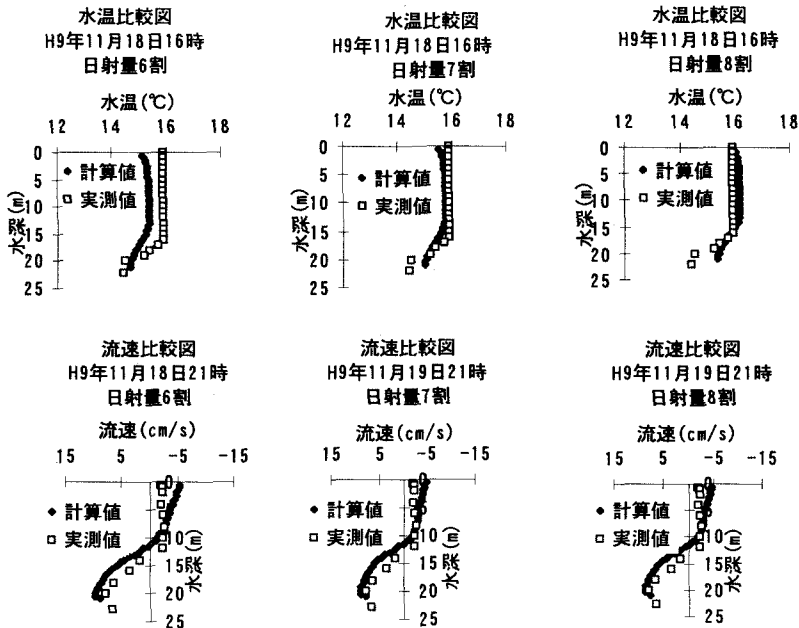 水温比較図
H9年11月18日16時
日射量6割
水温(℃)
12 14 16 18
0
5
10
15
20
25
水深(m)
計算値
実測値
水温比較図
H9年11月18日16時
日射量7割
水温(℃)
12 14 16 18
0
5
10
15
20
25
水深(m)
計算値
実測値
水温比較図
H9年11月18日16時
日射量8割
水温(℃)
12 14 16 18
0
5
10
15
20
25
水深(m)
計算値
実測値
流速比較図
H9年11月18日21時
日射量6割
流速(cm/s)
15 5 -5 -15
0
10
15
20
25
水深(m)
計算値
実測値
流速比較図
H9年11月19日21時
日射量7割
流速(cm/s)
15 5 -5 -15
0
10
15
20
25
水深(m)
計算値
実測値
流速比較図
H9年11月19日21時
日射量8割
流速(cm/s)
15 5 -5 -15
0
10
15
20
25
水深(m)
計算値
実測値